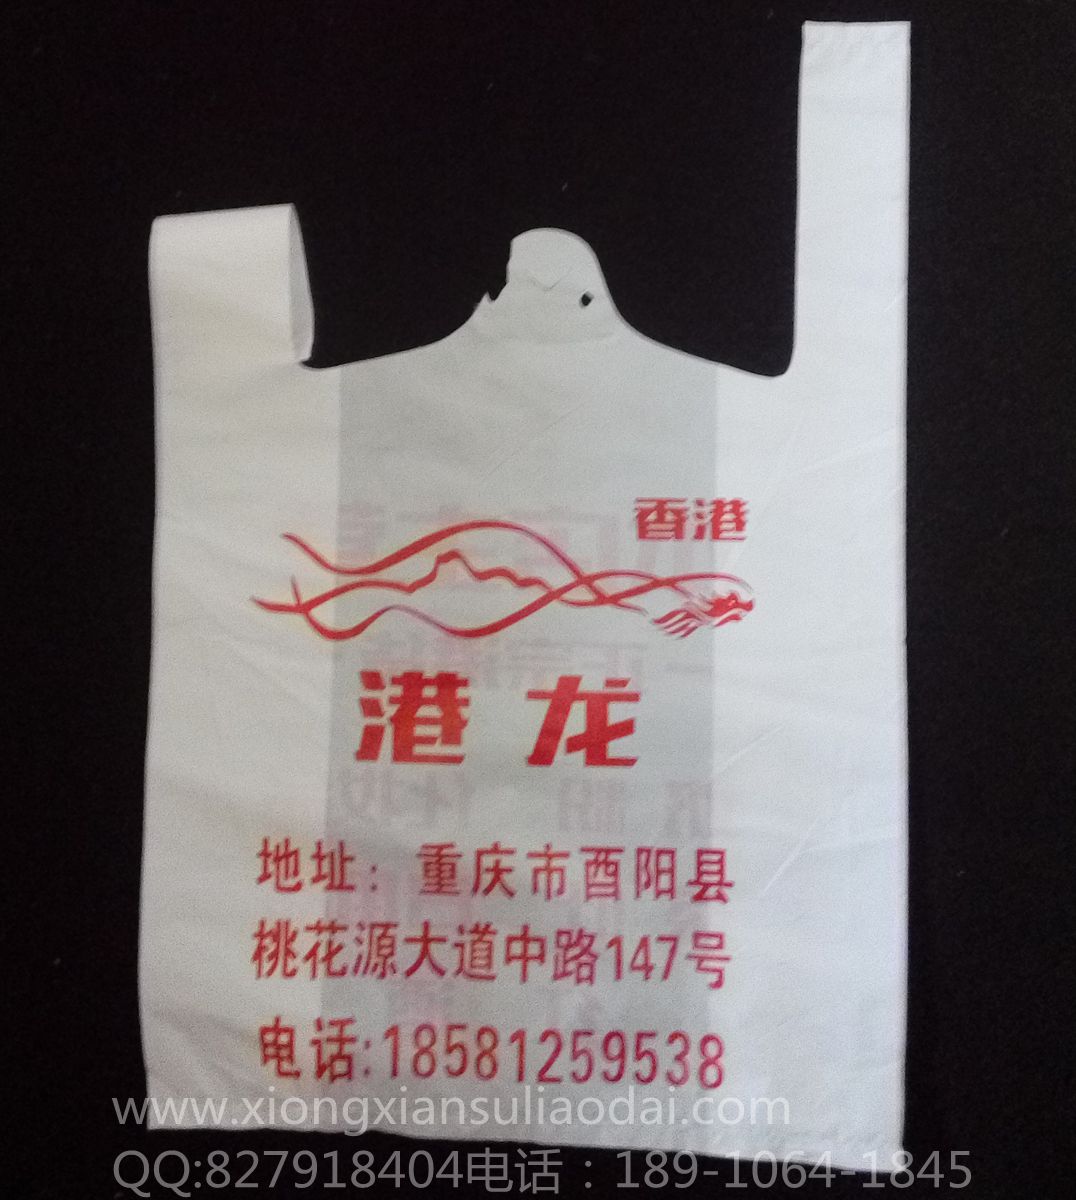 香港
港龙
地址：重庆市酉阳县
桃花源大道中路147号
电话:18581259538
www.xiongxiansuliaodai.com
QQ:827918404电话：189-1064-1845